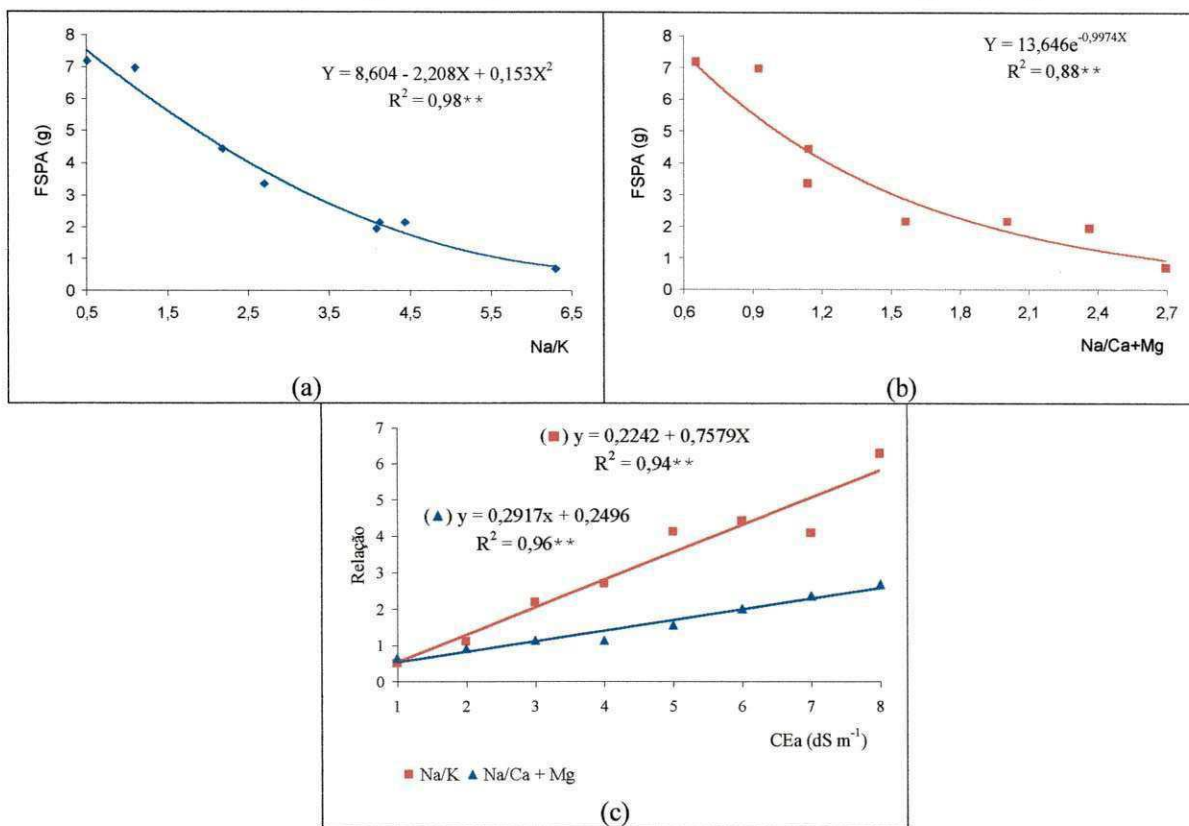 8
7
6
5
4
3
2
1
0
FSPA (g)
Y = 8,604 - 2,208X + 0,153X²
R² = 0,98**
0,5 1,5 2,5 3,5 4,5 5,5 6,5
Na/K
(a)
8
7
6
5
4
3
2
1
0
FSPA (g)
Y = 13,646e^-0,9974X
R² = 0,88**
0,6 0,9 1,2 1,5 1,8 2,1 2,4 2,7
Na/Ca+Mg
(b)
7
6
5
4
3
2
1
0
Relação
(■) y = 0,2242 + 0,7579X
R² = 0,94**
(▲) y = 0,2917x + 0,2496
R² = 0,96**
1 2 3 4 5 6 7 8
CEa (dS m⁻¹)
■ Na/K ▲ Na/Ca + Mg
(c)